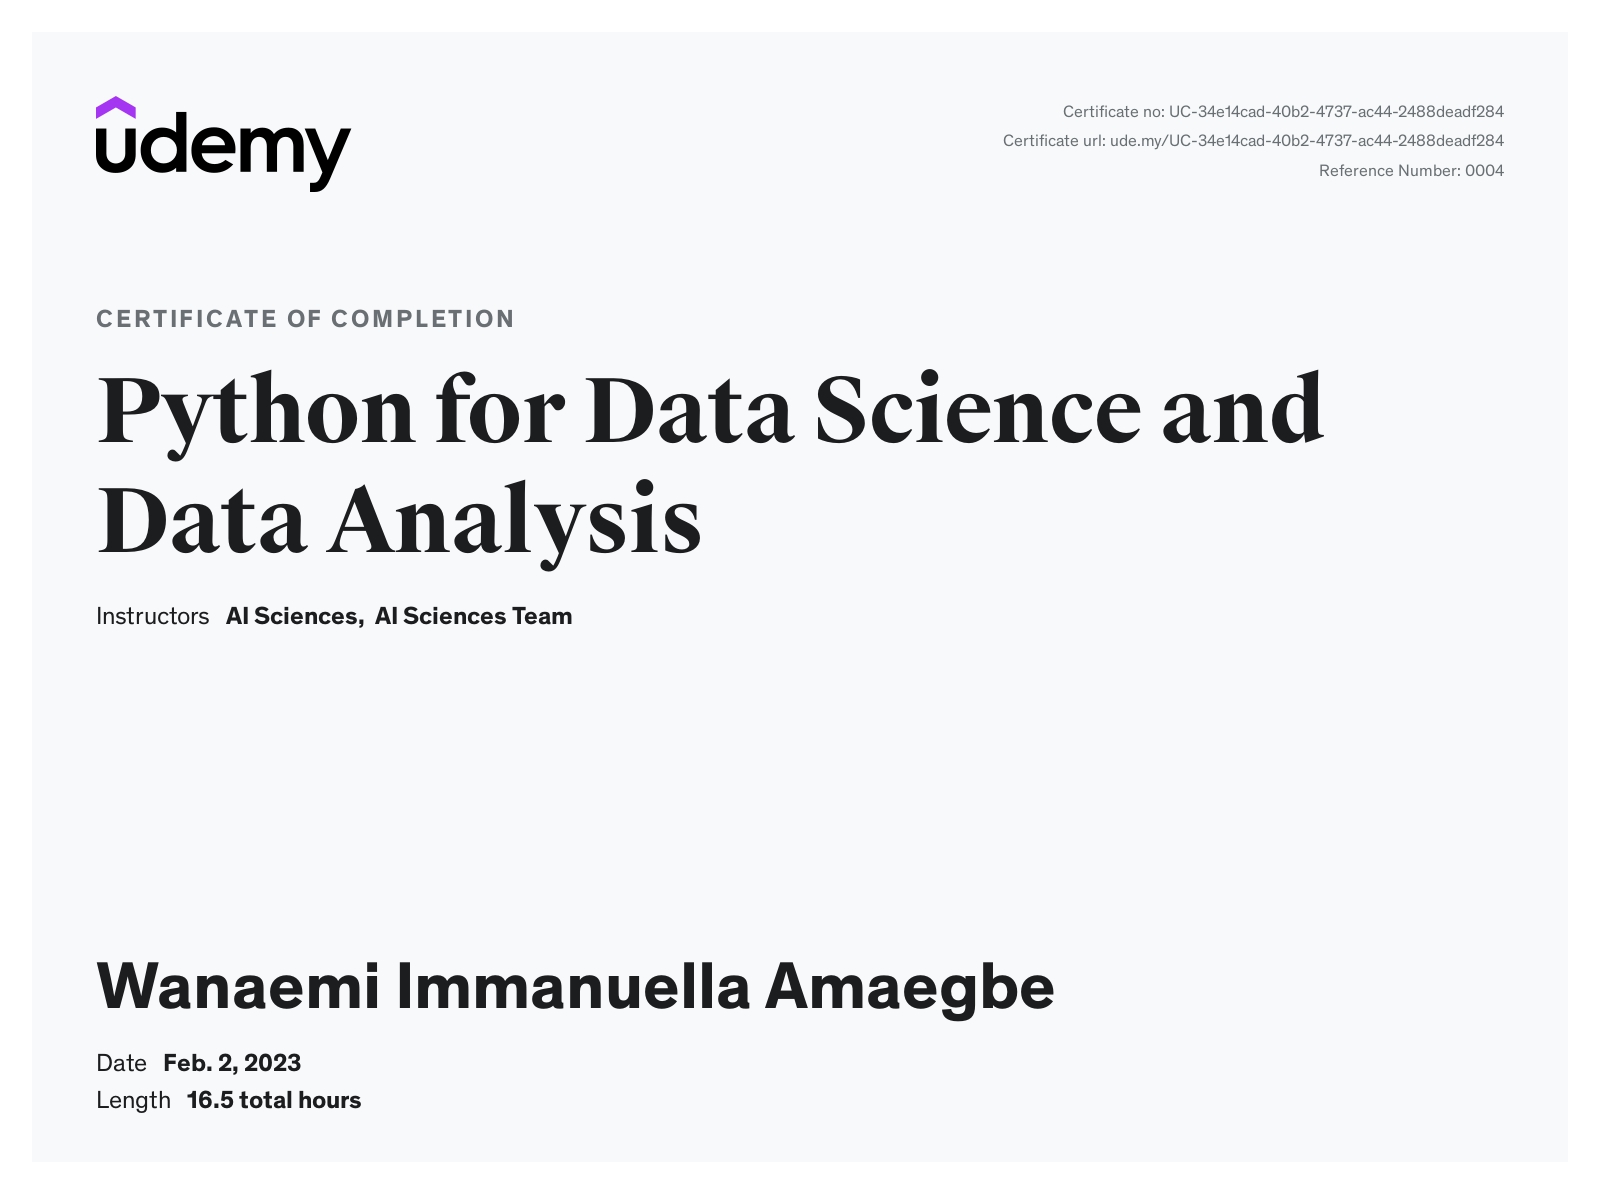 udemy
Certificate no: UC-34e14cad-40b2-4737-ac44-2488deadf284
Certificate url: ude.my/UC-34e14cad-40b2-4737-ac44-2488deadf284
Reference Number: 0004
CERTIFICATE OF COMPLETION
Python for Data Science and
Data Analysis
Instructors AI Sciences, AI Sciences Team
Wanaemi Immanuella Amaegbe
Date Feb. 2, 2023
Length 16.5 total hours